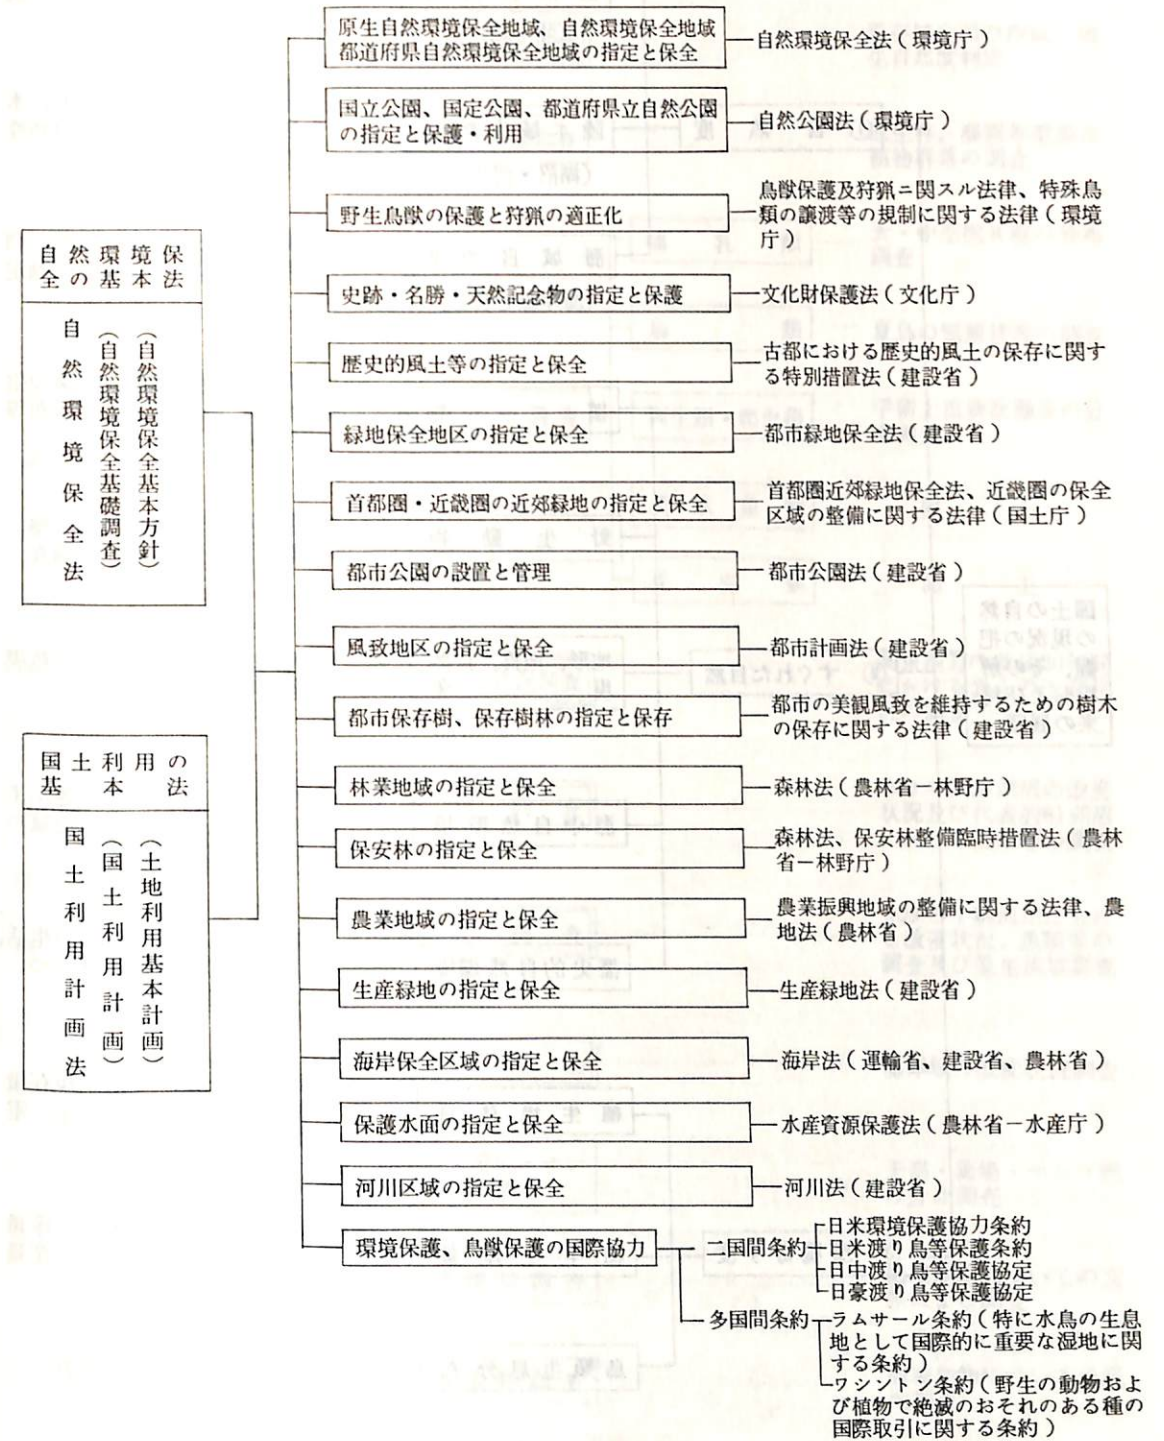 自然環境保
全の基本法
自然環境保全法
（自然環境保全基本方針）
（自然環境保全基礎調査）
国土利用の
基本法
国土利用計画法
（土地利用基本計画）
（国土利用計画）
原生自然環境保全地域、自然環境保全地域
都道府県自然環境保全地域の指定と保全
自然環境保全法（環境庁）
国立公園、国定公園、都道府県立自然公園
の指定と保護・利用
自然公園法（環境庁）
野生鳥獣の保護と狩猟の適正化
鳥獣保護及狩猟ニ関スル法律、特殊鳥
類の譲渡等の規制に関する法律（環境
庁）
史跡・名勝・天然記念物の指定と保護
文化財保護法（文化庁）
歴史的風土等の指定と保全
古都における歴史的風土の保存に関す
る特別措置法（建設省）
緑地保全地区の指定と保全
都市緑地保全法（建設省）
首都圏・近畿圏の近郊緑地の指定と保全
首都圏近郊緑地保全法、近畿圏の保全
区域の整備に関する法律（国土庁）
都市公園の設置と管理
都市公園法（建設省）
風致地区の指定と保全
都市計画法（建設省）
都市保存樹、保存樹林の指定と保存
都市の美観風致を維持するための樹木
の保存に関する法律（建設省）
林業地域の指定と保全
森林法（農林省－林野庁）
保安林の指定と保全
森林法、保安林整備臨時措置法（農林
省－林野庁）
農業地域の指定と保全
農業振興地域の整備に関する法律、農
地法（農林省）
生産緑地の指定と保全
生産緑地法（建設省）
海岸保全区域の指定と保全
海岸法（運輸省、建設省、農林省）
保護水面の指定と保全
水産資源保護法（農林省－水産庁）
河川区域の指定と保全
河川法（建設省）
環境保護、鳥獣保護の国際協力
二国間条約
日米環境保護協力条約
日米渡り鳥等保護条約
日中渡り鳥等保護協定
日豪渡り鳥等保護協定
多国間条約
ラムサール条約（特に水鳥の生息
地として国際的に重要な湿地に関
する条約）
ワシントン条約（野生の動物およ
び植物で絶滅のおそれのある種の
国際取引に関する条約）